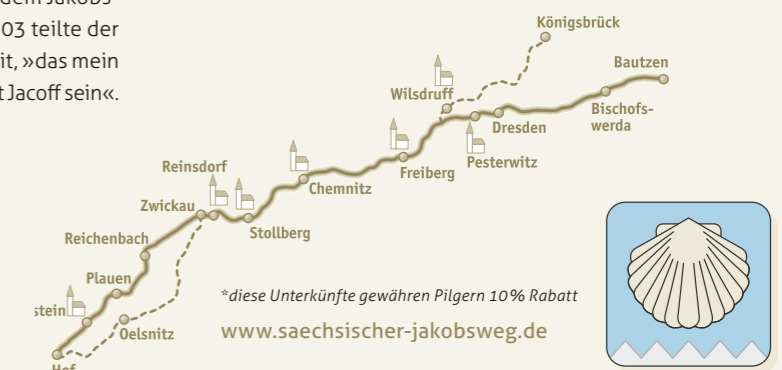 03 teilte der
it, »das mein
t Jacoff sein«.
Königsbrück
Bautzen
Wilsdruff
Bischofs-
werda
Dresden
Pesterwitz
Freiberg
Reinsdorf
Chemnitz
Zwickau
Stollberg
Reichenbach
Plauen
stein
Oelsnitz
Hof
*diese Unterkünfte gewähren Pilgern 10% Rabatt
www.saechsischer-jakobsweg.de